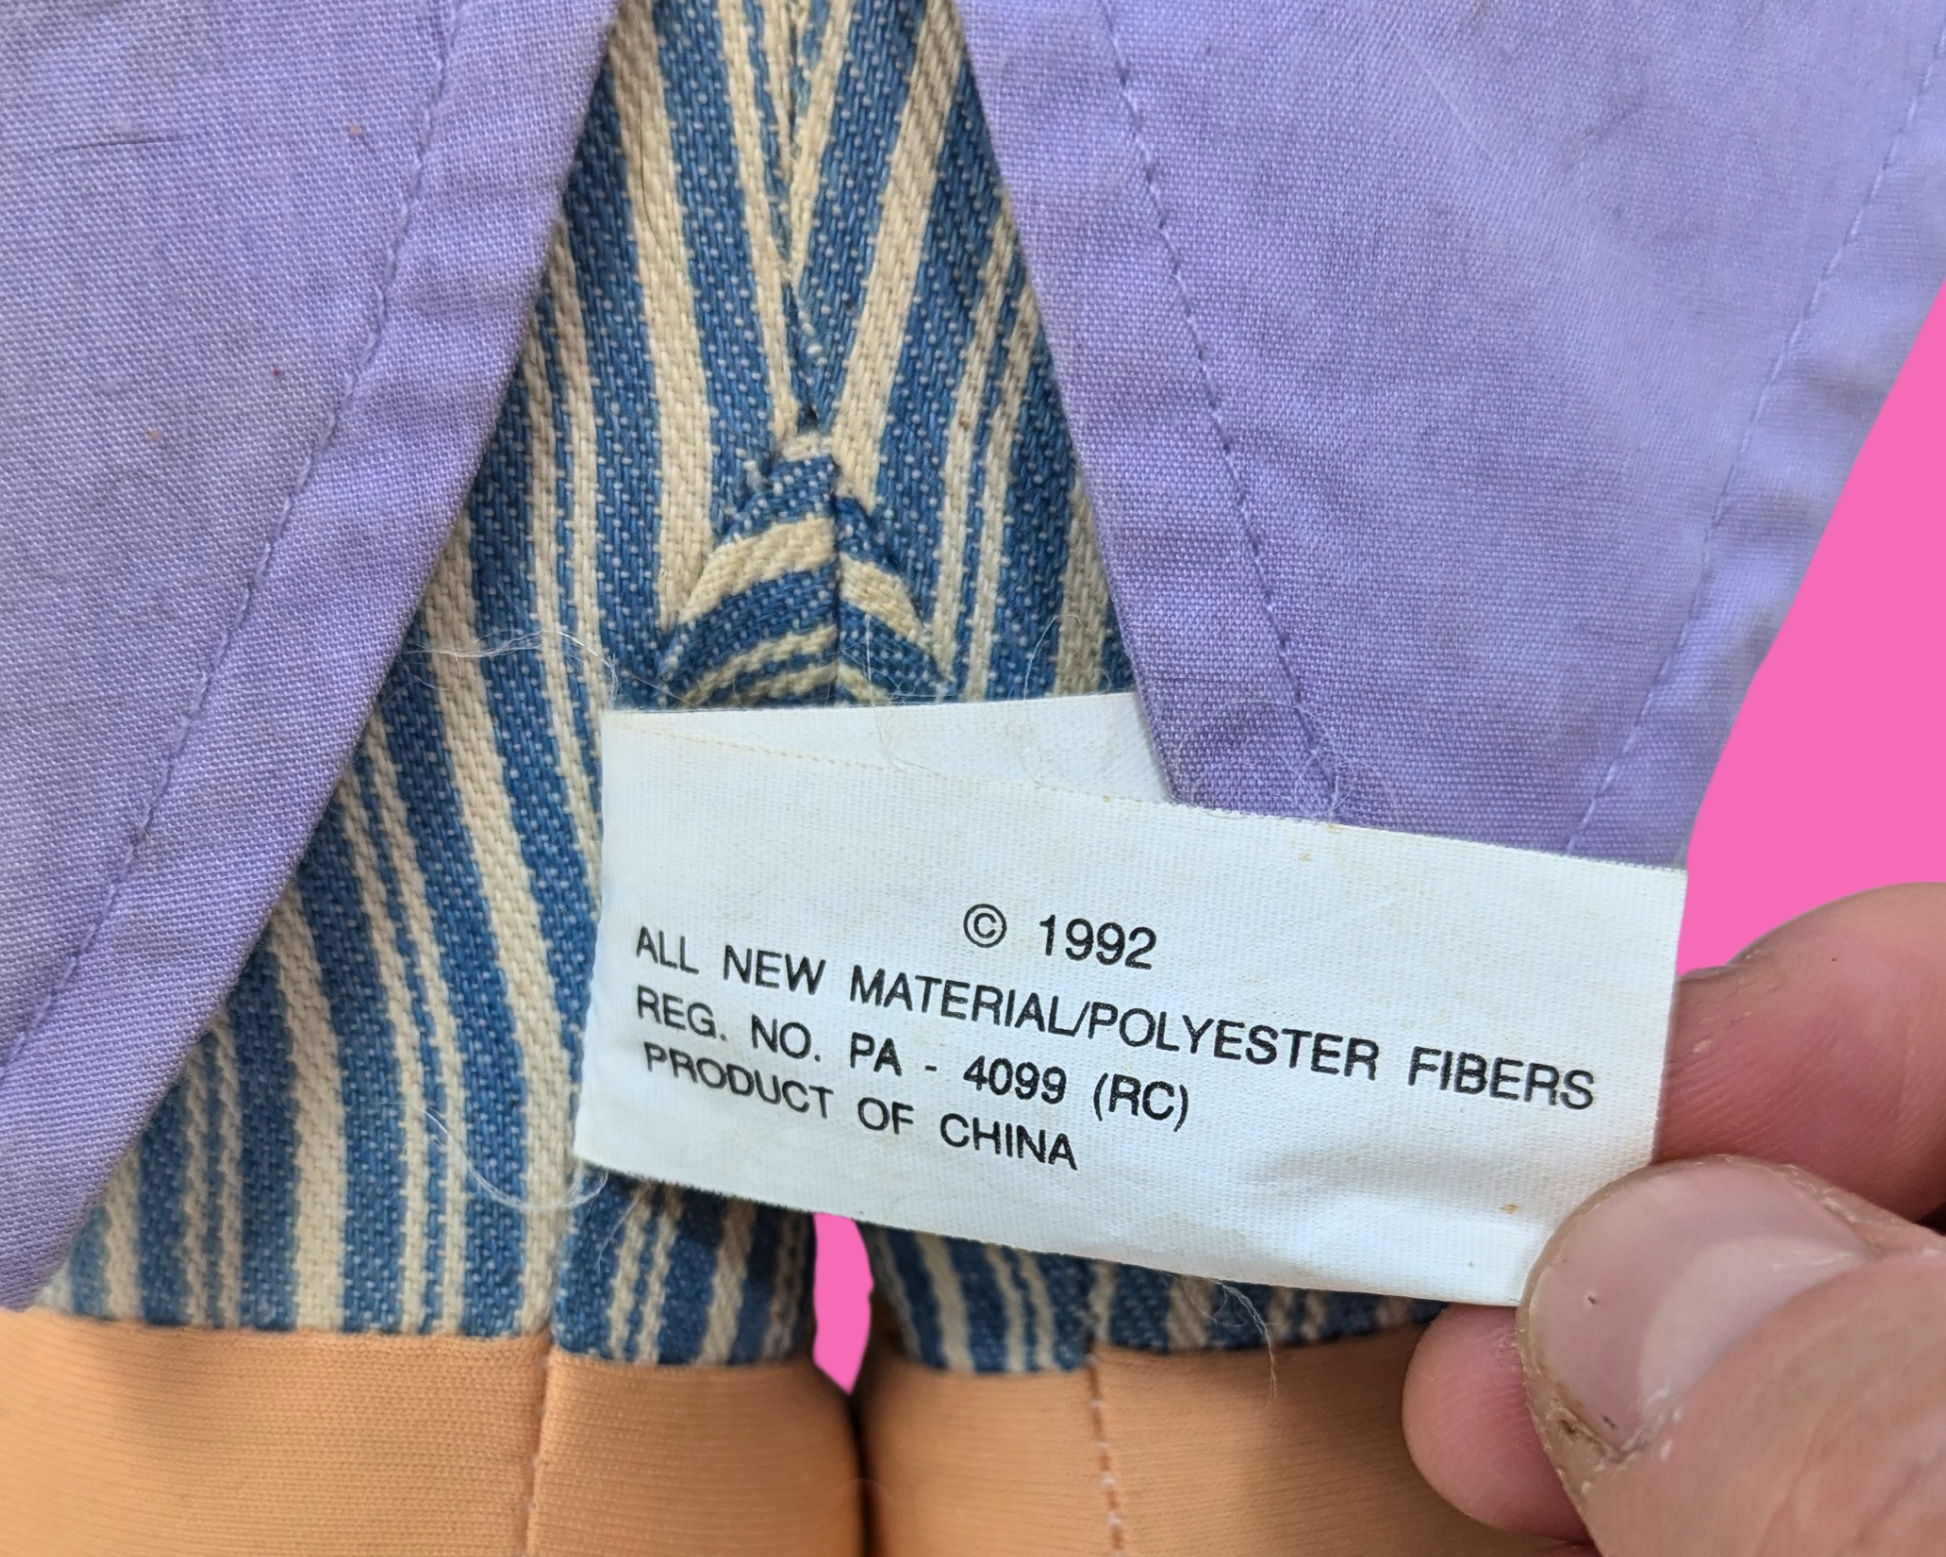 © 1992
ALL NEW MATERIAL/POLYESTER FIBERS
REG. NO. PA - 4099 (RC)
PRODUCT OF CHINA